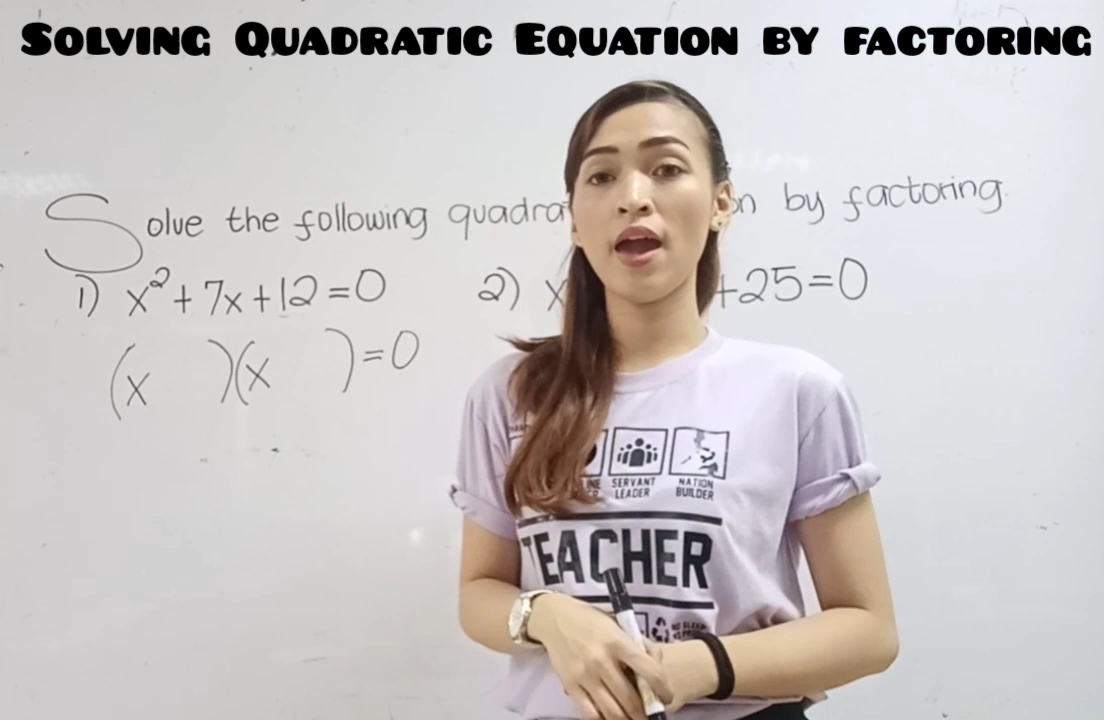 SOLVING QUADRATIC EQUATION BY FACTORING
Solve the following quadra on by factoring.
1) x² + 7x + 12 = 0 2) x +25=0
(x )(x )=0
SERVANT LEADER
NATION BUILDER
TEACHER